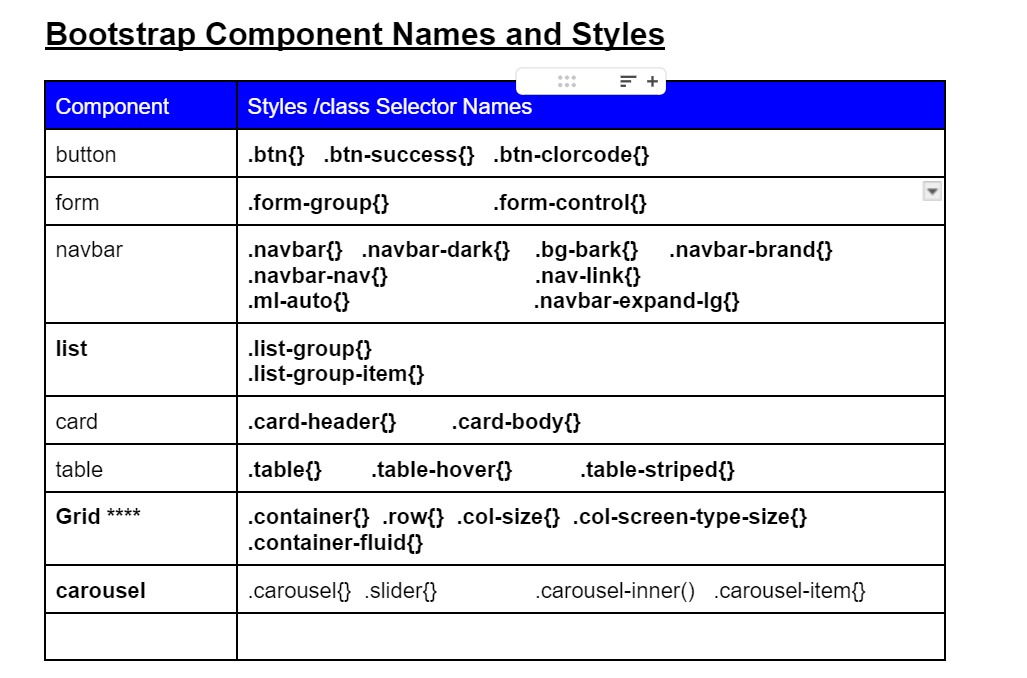 Bootstrap Component Names and Styles
Component Styles /class Selector Names
button .btn{} .btn-success{} .btn-clorcode{}
form .form-group{} .form-control{}
navbar .navbar{} .navbar-dark{} .bg-bark{} .navbar-brand{}
.navbar-nav{} .nav-link{}
.ml-auto{} .navbar-expand-lg{}
list .list-group{}
.list-group-item{}
card .card-header{} .card-body{}
table .table{} .table-hover{} .table-striped{}
Grid **** .container{} .row{} .col-size{} .col-screen-type-size{}
.container-fluid{}
carousel .carousel{} .slider{} .carousel-inner() .carousel-item{}